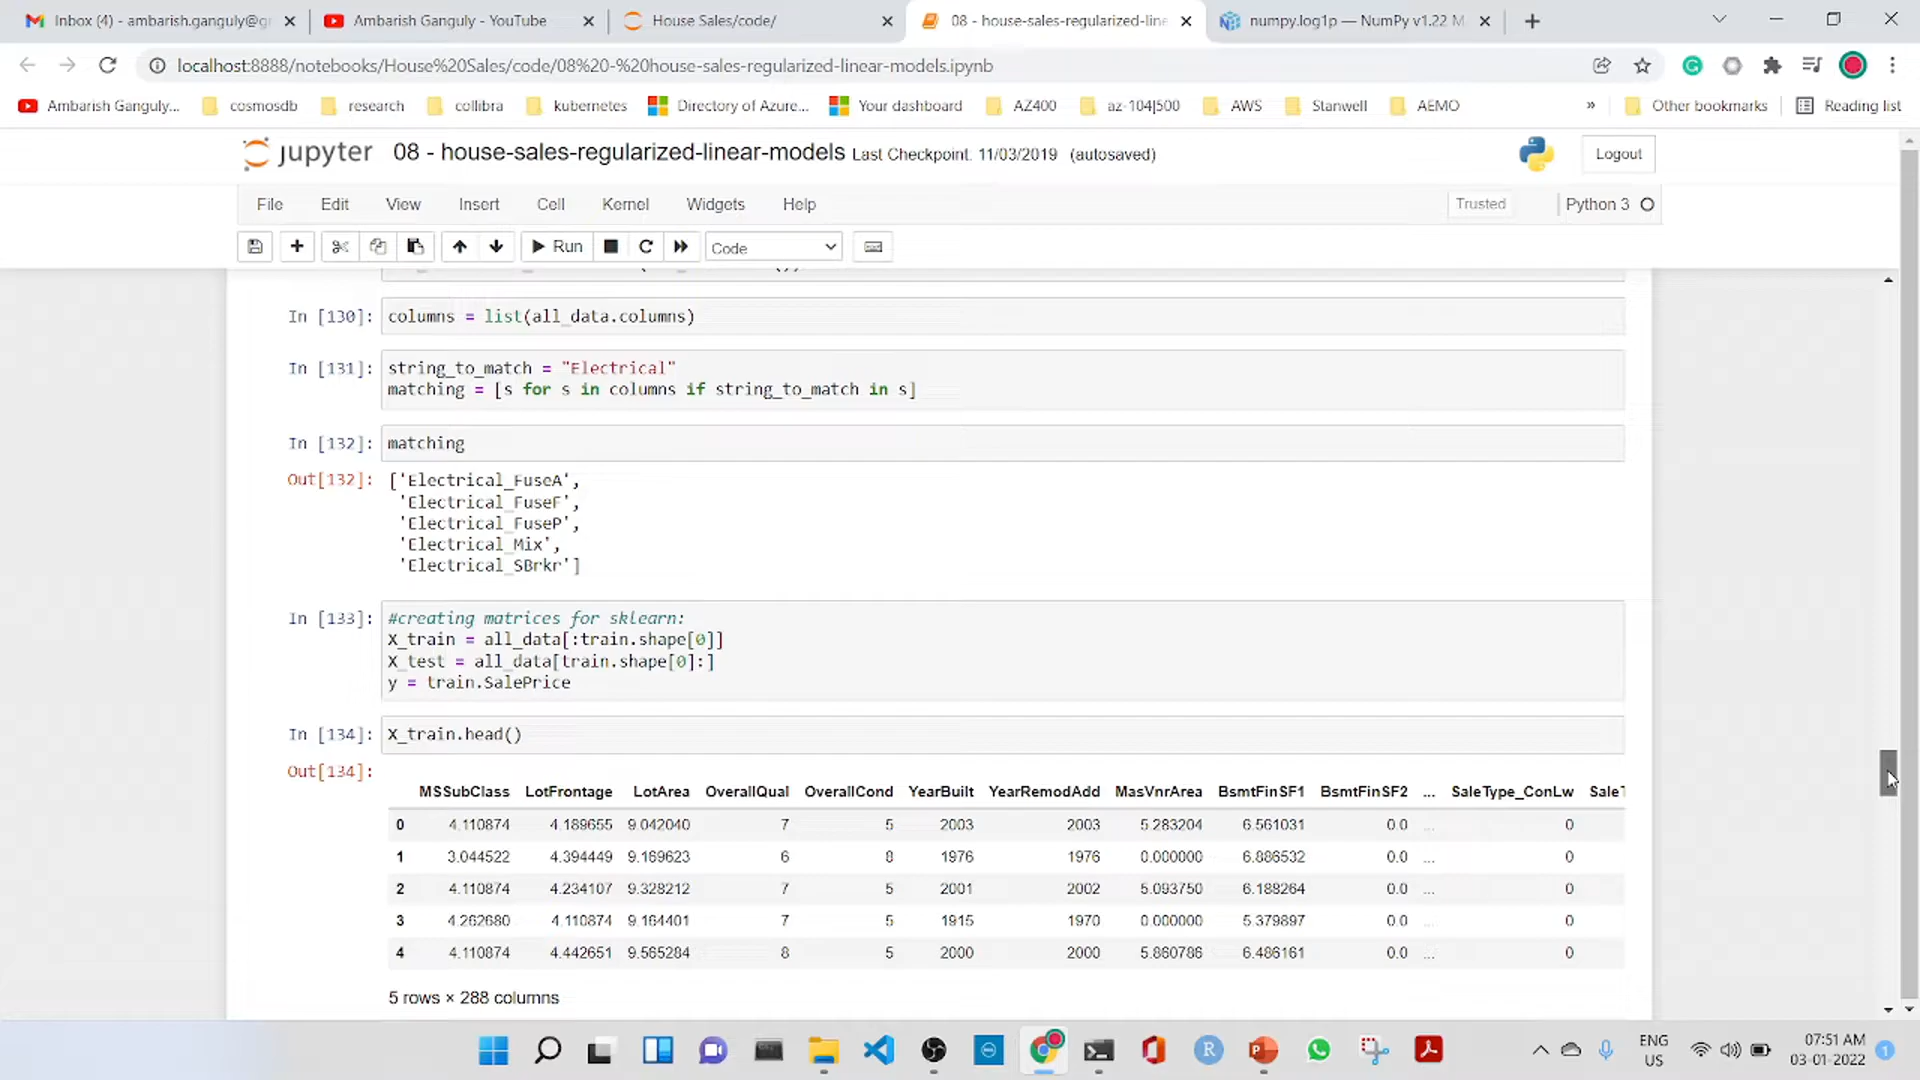 Inbox (4) - ambarish.ganguly@g
Ambarish Ganguly - YouTube
House Sales/code/
08 - house-sales-regularized-line
numpy.log1p — NumPy v1.22 M
localhost:8888/notebooks/House%20Sales/code/08%20-%20house-sales-regularized-linear-models.ipynb
Ambarish Ganguly...
cosmosdb
research
collibra
kubernetes
Directory of Azure...
Your dashboard
AZ400
az-104|500
AWS
Stanwell
AEMO
»
Other bookmarks
Reading list
jupyter 08 - house-sales-regularized-linear-models Last Checkpoint: 11/03/2019 (autosaved)
Logout
File Edit View Insert Cell Kernel Widgets Help
Trusted
Python 3
Run
Code
In [130]: columns = list(all_data.columns)
In [131]: string_to_match = "Electrical"
matching = [s for s in columns if string_to_match in s]
In [132]: matching
Out[132]: ['Electrical_FuseA',
'Electrical_FuseF',
'Electrical_FuseP',
'Electrical_Mix',
'Electrical_SBrkr']
In [133]: #creating matrices for sklearn:
X_train = all_data[:train.shape[0]]
X_test = all_data[train.shape[0]:]
y = train.SalePrice
In [134]: X_train.head()
Out[134]:
MSSubClass LotFrontage LotArea OverallQual OverallCond YearBuilt YearRemodAdd MasVnrArea BsmtFinSF1 BsmtFinSF2 ... SaleType_ConLw SaleT
0 4.110874 4.189655 9.042040 7 5 2003 2003 5.283204 6.561031 0.0 ... 0
1 3.044522 4.394449 9.169623 6 8 1976 1976 0.000000 6.886532 0.0 ... 0
2 4.110874 4.234107 9.328212 7 5 2001 2002 5.093750 6.188264 0.0 ... 0
3 4.262680 4.110874 9.164401 7 5 1915 1970 0.000000 5.379897 0.0 ... 0
4 4.110874 4.442651 9.565284 8 5 2000 2000 5.860786 6.486161 0.0 ... 0
5 rows × 288 columns
ENG
US
07:51 AM
03-01-2022
1